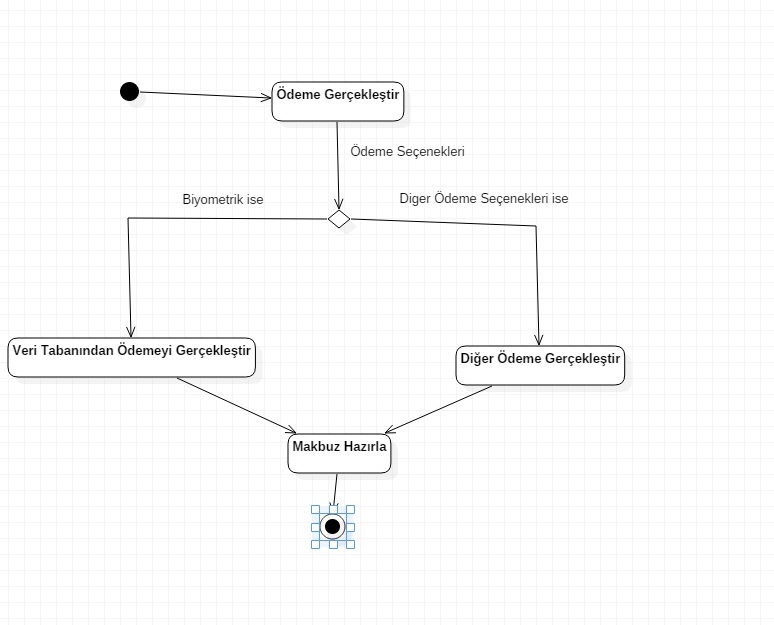 Ödeme Gerçekleştir
Ödeme Seçenekleri
Biyometrik ise
Diger Ödeme Seçenekleri ise
Veri Tabanından Ödemeyi Gerçekleştir
Diğer Ödeme Gerçekleştir
Makbuz Hazırla